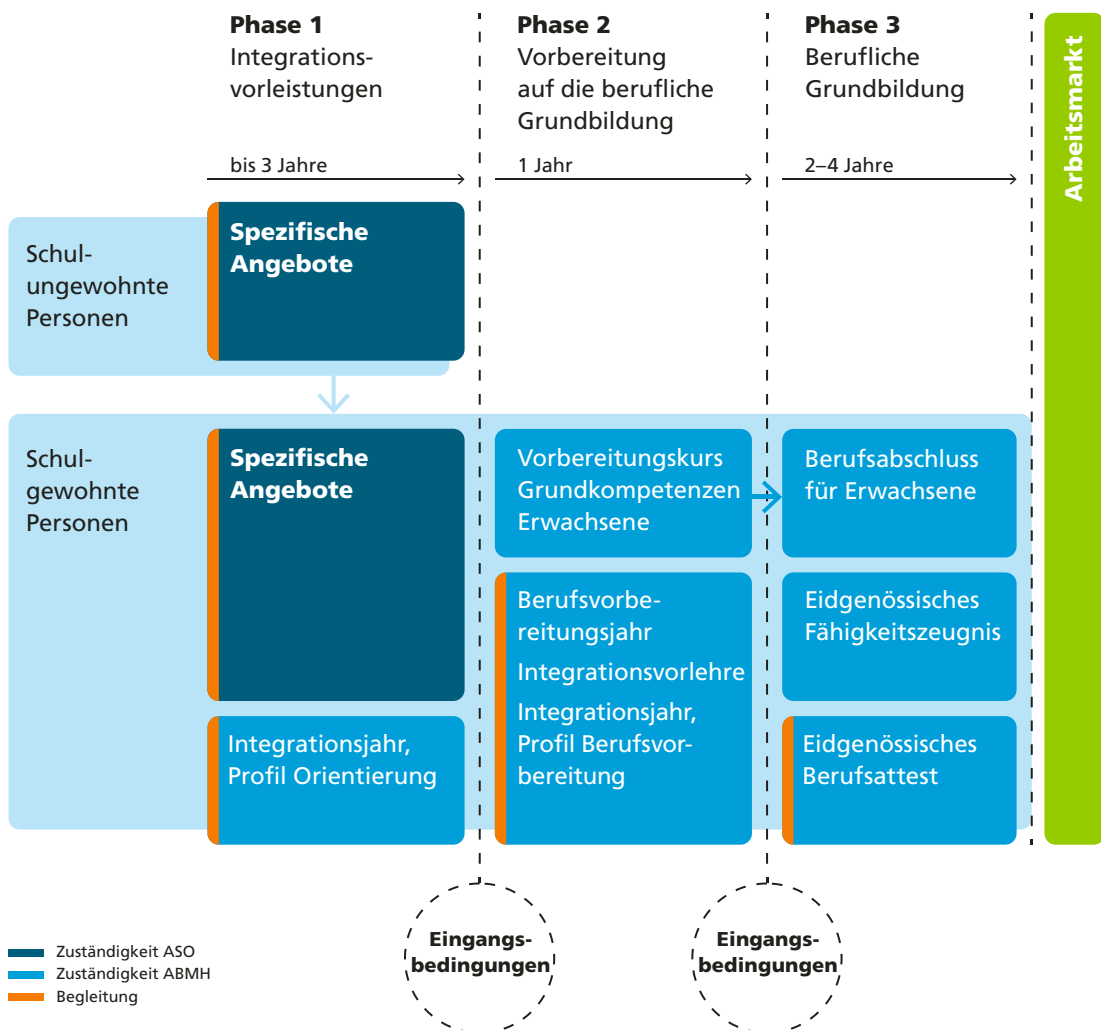 Phase 1
Integrations-
vorleistungen
bis 3 Jahre
Phase 2
Vorbereitung
auf die berufliche
Grundbildung
1 Jahr
Phase 3
Berufliche
Grundbildung
2–4 Jahre
Arbeitsmarkt
Schul-
ungewohnte
Personen
Spezifische
Angebote
Schul-
gewohnte
Personen
Spezifische
Angebote
Integrationsjahr,
Profil Orientierung
Vorbereitungskurs
Grundkompetenzen
Erwachsene
Berufsvorbe-
reitungsjahr
Integrationsvorlehre
Integrationsjahr,
Profil Berufsvor-
bereitung
Berufsabschluss
für Erwachsene
Eidgenössisches
Fähigkeitszeugnis
Eidgenössisches
Berufsattest
Eingangs-
bedingungen
Eingangs-
bedingungen
Zuständigkeit ASO
Zuständigkeit ABMH
Begleitung